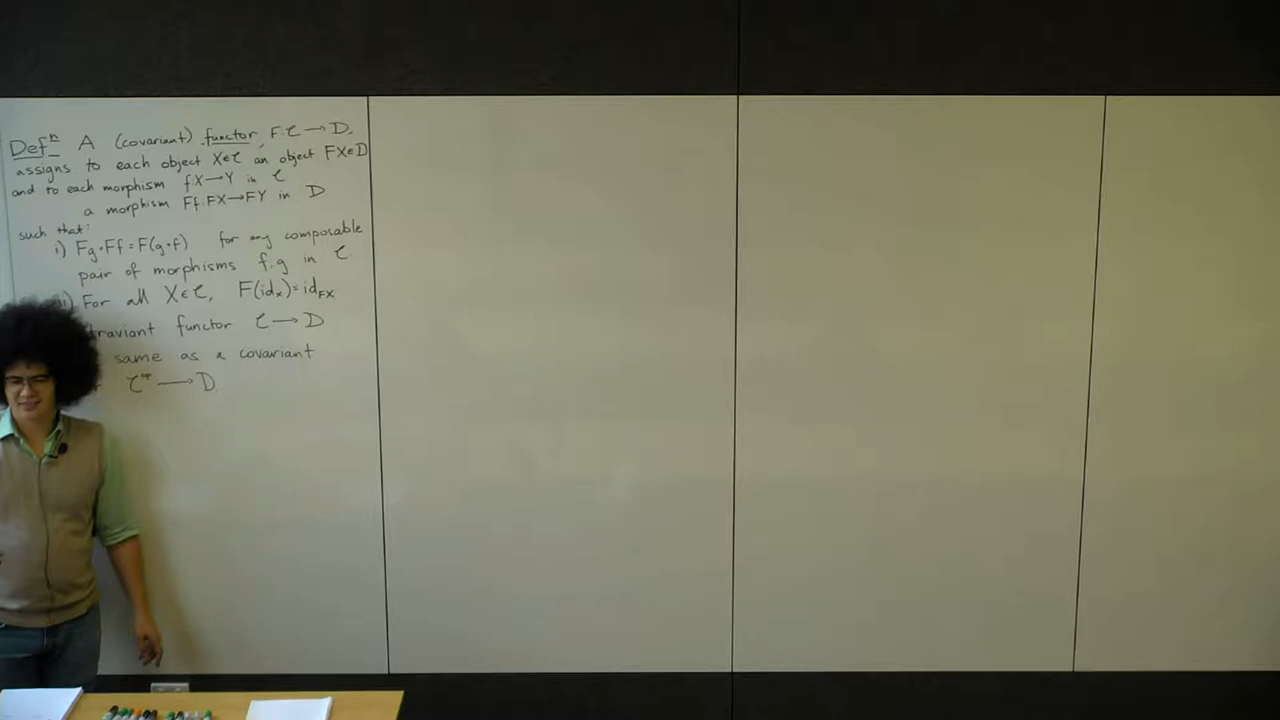 Defⁿ A (covariant) functor, F:C→D,
assigns to each object X∈C an object FX∈D
and to each morphism f:X→Y in C
a morphism Ff:FX→FY in D
such that:
i) Fg∘Ff=F(g∘f) for any composable
pair of morphisms f,g in C.
ii) For all X∈C, F(id_X)=id_FX
functor C→D
same as a covariant
C^op→D